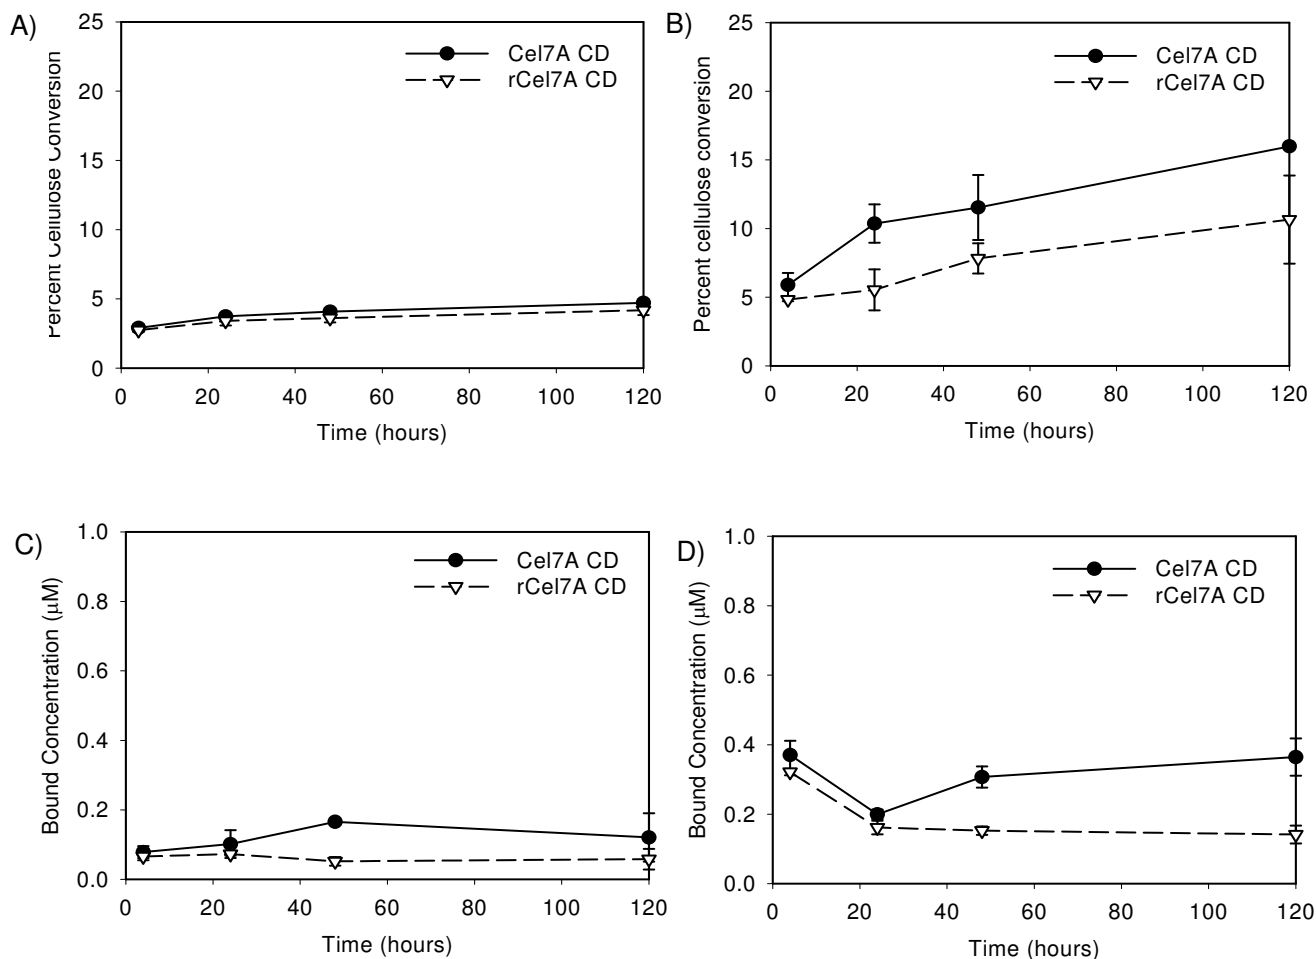 A)
25
20
15
10
5
0
Percent Cellulose Conversion
Cel7A CD
rCel7A CD
0 20 40 60 80 100 120
Time (hours)
B)
25
20
15
10
5
0
Percent cellulose conversion
Cel7A CD
rCel7A CD
0 20 40 60 80 100 120
Time (hours)
C)
1.0
0.8
0.6
0.4
0.2
0.0
Bound Concentration (µM)
Cel7A CD
rCel7A CD
0 20 40 60 80 100 120
Time (hours)
D)
1.0
0.8
0.6
0.4
0.2
0.0
Bound Concentration (µM)
Cel7A CD
rCel7A CD
0 20 40 60 80 100 120
Time (hours)